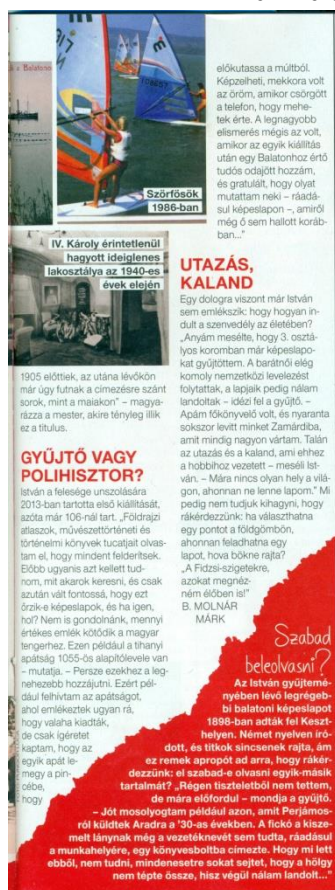 a Balatono
Szörfösök
1986-ban
IV. Károly érintetlenül
hagyott ideiglenes
lakosztálya az 1940-es
évek elején
1905 előttiek, az utána lévőkön
már úgy futnak a címezésre szánt
sorok, mint a maiakon" – magya-
rázza a mester, akire tényleg illik
ez a titulus.
GYŰJTŐ VAGY
POLIHISZTOR?
István a felesége unszolására
2013-ban tartotta első kiállítását,
azóta már 106-nál tart. „Földrajzi
atlaszok, művészettörténeti és
történelmi könyvek tucatjait olvas-
tam el, hogy mindent felderítsek.
Előbb ugyanis azt kellett tud-
nom, mit akarok keresni, és csak
azután vált fontossá, hogy ezt
őrzik-e képeslapok, és ha igen,
hol? Nem is gondolnánk, mennyi
értékes emlék kötődik a magyar
tengerhez. Ezen például a tihanyi
apátság 1055-ös alapítólevele van
– mutatja. – Persze ezekhez a leg-
nehezebb hozzájutni. Ezért pél-
dául felhívtam az apátságot,
ahol emlékeztek ugyan rá,
hogy valaha kiadták,
de csak ígéretet
kaptam, hogy az
egyik apát le-
megy a pin-
cébe,
hogy
előkutassa a múltból.
Képzelheti, mekkora volt
az öröm, amikor csörgött
a telefon, hogy mehe-
tek érte. A legnagyobb
elismerés mégis az volt,
amikor az egyik kiállítás
után egy Balatonhoz értő
tudós odajött hozzám,
és gratulált, hogy olyat
mutattam neki – ráadá-
sul képeslapon –, amiről
még ő sem hallott koráb-
ban..."
UTAZÁS,
KALAND
Egy dologra viszont már István
sem emlékszik: hogy hogyan in-
dult a szenvedély az életében?
„Anyám mesélte, hogy 3. osztá-
lyos koromban már képeslapo-
kat gyűjtöttem. A barátnői elég
komoly nemzetközi levelezést
folytattak, a lapjaik pedig nálam
landoltak – idézi fel a gyűjtő. –
Apám főkönyvelő volt, és nyaranta
sokszor levitt minket Zamárdiba,
amit mindig nagyon vártam. Talán
az utazás és a kaland, ami ehhez
a hobbihoz vezetett – meséli Ist-
ván. – Mára nincs olyan hely a vilá-
gon, ahonnan ne lenne lapom." Mi
pedig nem tudjuk kihagyni, hogy
rákérdezzünk: ha választhatna
egy pontot a földgömbön,
ahonnan feladhatna egy
lapot, hova bökne rajta?
„A Fidzsi-szigetekre,
azokat megnéz-
ném élőben is!"
B. MOLNÁR
MÁRK
Szabad
beleolvasni?
Az István gyűjtemé-
nyében lévő legrége-
bi balatoni képeslapot
1898-ban adták fel Keszt-
helyen. Német nyelven író-
dott, és titkok sincsenek rajta, ám
ez remek apropót ad arra, hogy rákér-
dezzünk: el szabad-e olvasni egyik-másik
tartalmát? „Régen tiszteletből nem tettem,
de mára előfordul – mondja a gyűjtő.
– Jót mosolyogtam például azon, amit Perjámos-
ról küldtek Aradra a '30-as években. A fickó a kisze-
melt lánynak még a vezetéknevét sem tudta, ráadásul
a munkahelyére, egy könyvesboltba címezte. Hogy mi lett
ebből, nem tudni, mindenesetre sokat sejtet, hogy a hölgy
nem tépte össze, hisz végül nálam landolt..."